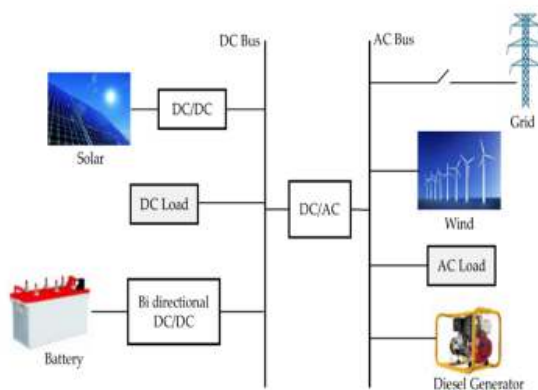 DC Bus
AC Bus
DC/DC
Solar
Grid
DC Load
DC/AC
Wind
Bi directional
DC/DC
AC Load
Battery
Diesel Generator